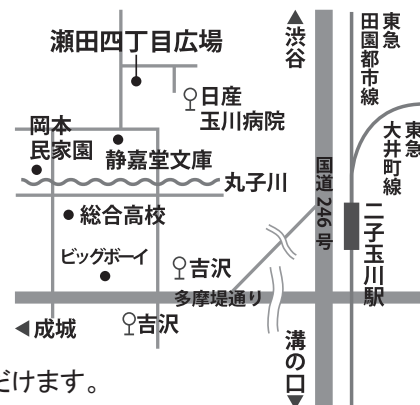 瀬田四丁目広場
▲
渋谷
東急
田園都市線
日産
玉川病院
東急
大井町線
岡本
民家園
静嘉堂文庫
丸子川
国道246号
総合高校
二子玉川駅
ビッグボーイ
吉沢
多摩堤通り
◀成城
吉沢
溝の口
▼
だけます。